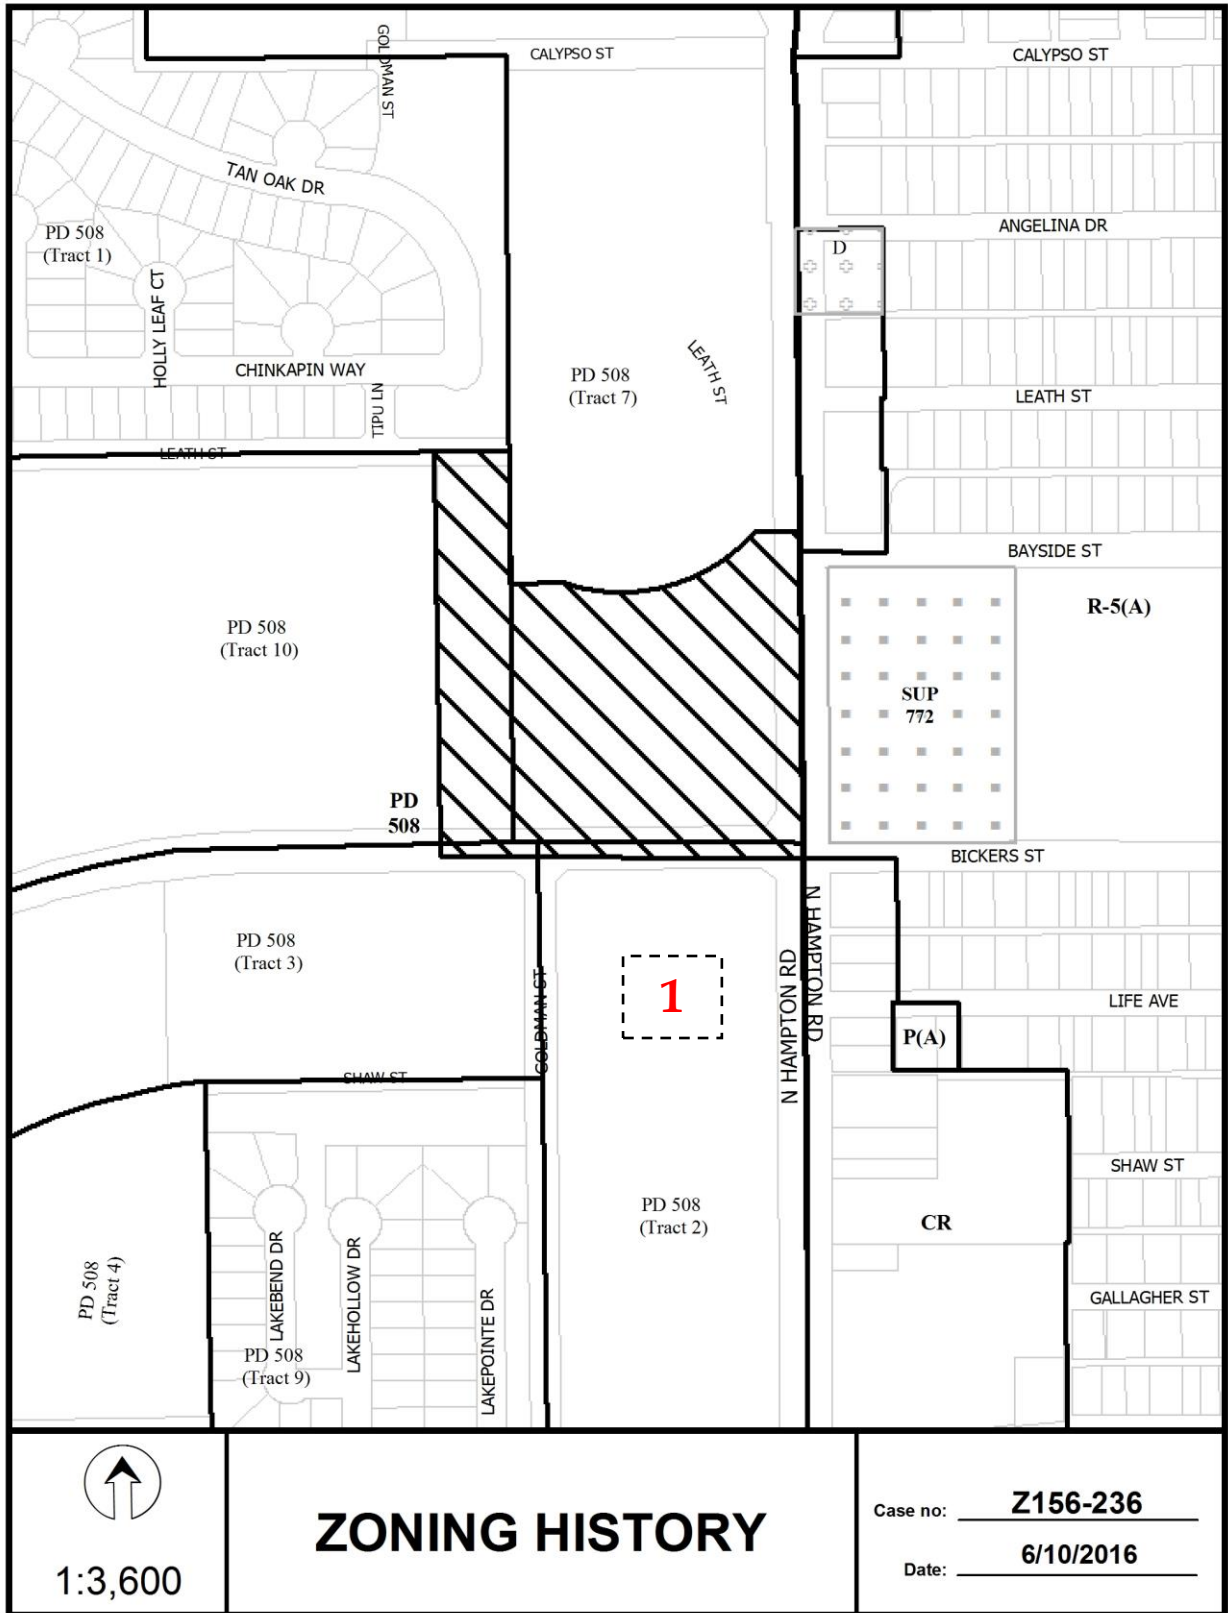 GOLDMAN ST
CALYPSO ST
CALYPSO ST
TAN OAK DR
PD 508
(Tract 1)
ANGELINA DR
D
HOLLY LEAF CT
CHINKAPIN WAY
TIPU LN
PD 508
(Tract 7)
LEATH ST
LEATH ST
LEATH ST
BAYSIDE ST
R-5(A)
PD 508
(Tract 10)
SUP
772
PD
508
BICKERS ST
PD 508
(Tract 3)
GOLDMAN ST
1
N HAMPTON RD
N HAMPTON RD
LIFE AVE
P(A)
SHAW ST
SHAW ST
PD 508
(Tract 2)
CR
PD 508
(Tract 4)
LAKEBEND DR
LAKEHOLLOW DR
LAKEPOINTE DR
GALLAGHER ST
PD 508
(Tract 9)
1:3,600
ZONING HISTORY
Case no: Z156-236
Date: 6/10/2016